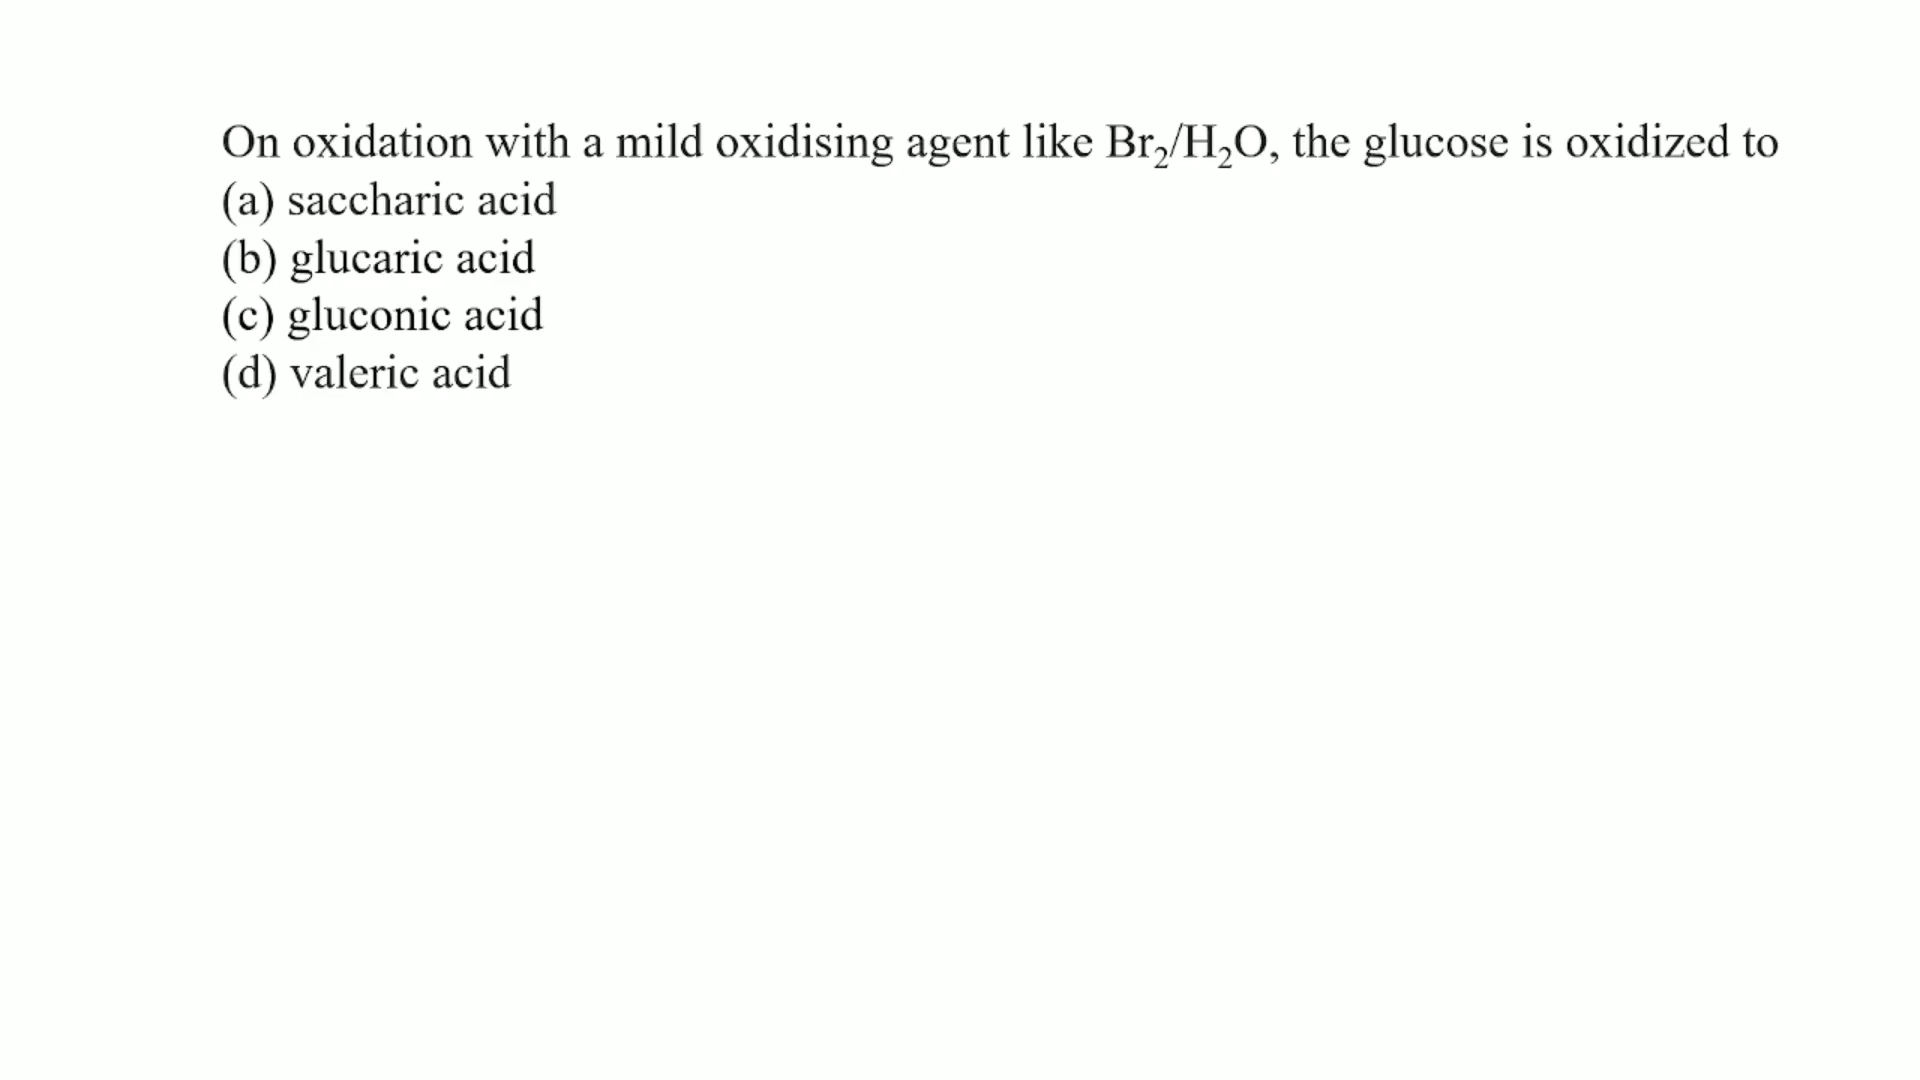 On oxidation with a mild oxidising agent like Br₂/H₂O, the glucose is oxidized to
(a) saccharic acid
(b) glucaric acid
(c) gluconic acid
(d) valeric acid